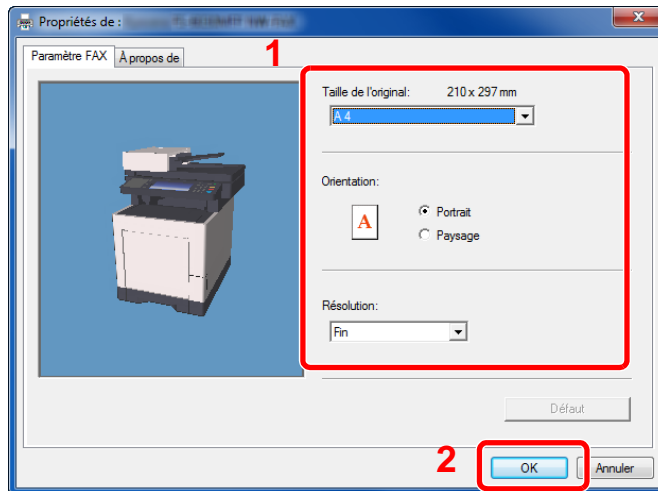 Propriétés de :
Paramètre FAX
À propos de
1
Taille de l'original: 210 x 297 mm
A 4
Orientation:
A
Portrait
Paysage
Résolution:
Fin
Défaut
2
OK
Annuler